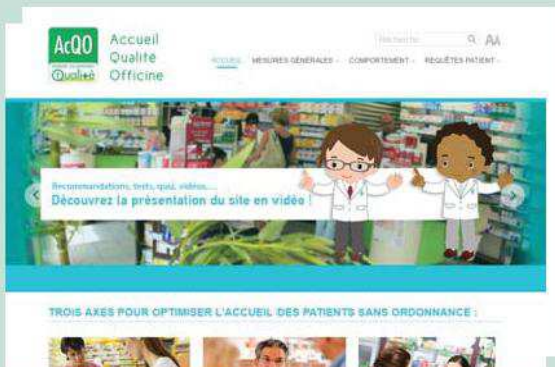 AcQO
Qualité
Accueil
Qualité
Officine
Recherche
AA
ACCUEIL
MESURES GÉNÉRALES
COMPORTEMENT
REQUÊTES PATIENT
Recommandations, tests, quiz, vidéos....
Découvrez la présentation du site en vidéo !
TROIS AXES POUR OPTIMISER L'ACCUEIL DES PATIENTS SANS ORDONNANCE :